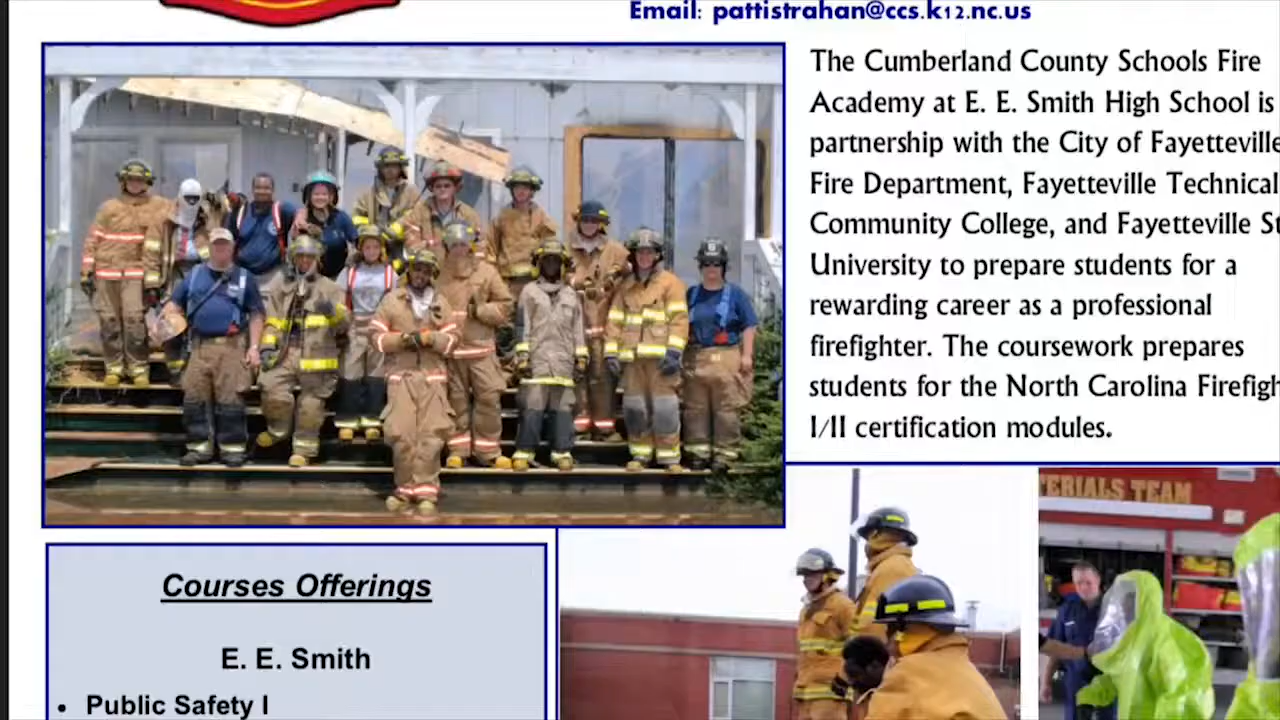 Email: pattistrahan@ccs.k12.nc.us
The Cumberland County Schools Fire
Academy at E. E. Smith High School is
partnership with the City of Fayetteville
Fire Department, Fayetteville Technical
Community College, and Fayetteville St
University to prepare students for a
rewarding career as a professional
firefighter. The coursework prepares
students for the North Carolina Firefigh
I/II certification modules.
TERIALS TEAM
Courses Offerings
E. E. Smith
• Public Safety I